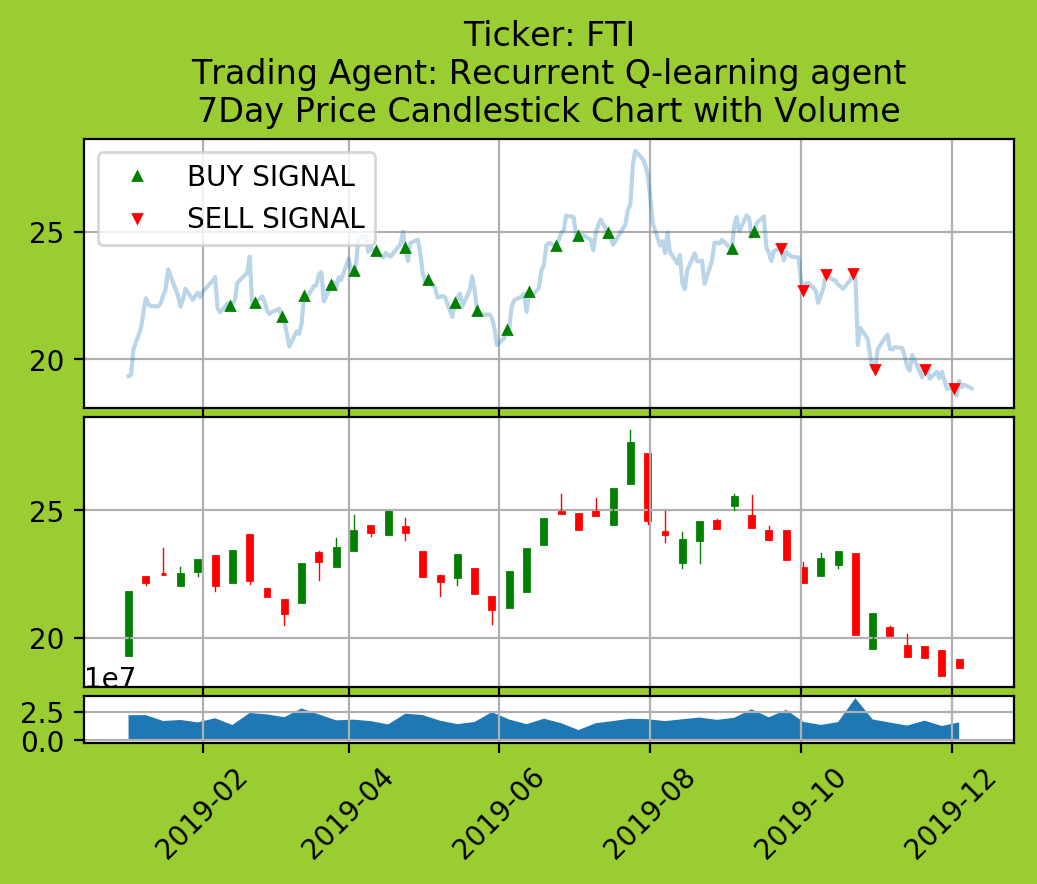 Ticker: FTI
Trading Agent: Recurrent Q-learning agent
7Day Price Candlestick Chart with Volume
BUY SIGNAL
SELL SIGNAL
25
20
25
20
1e7
2.5
0.0
2019-02
2019-04
2019-06
2019-08
2019-10
2019-12